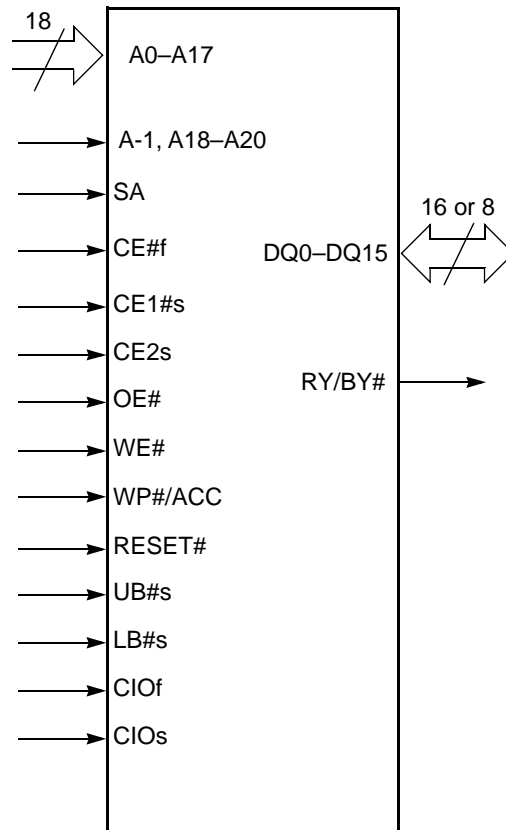 18
A0–A17
A-1, A18–A20
SA
16 or 8
CE#f
DQ0–DQ15
CE1#s
CE2s
RY/BY#
OE#
WE#
WP#/ACC
RESET#
UB#s
LB#s
CIOf
CIOs